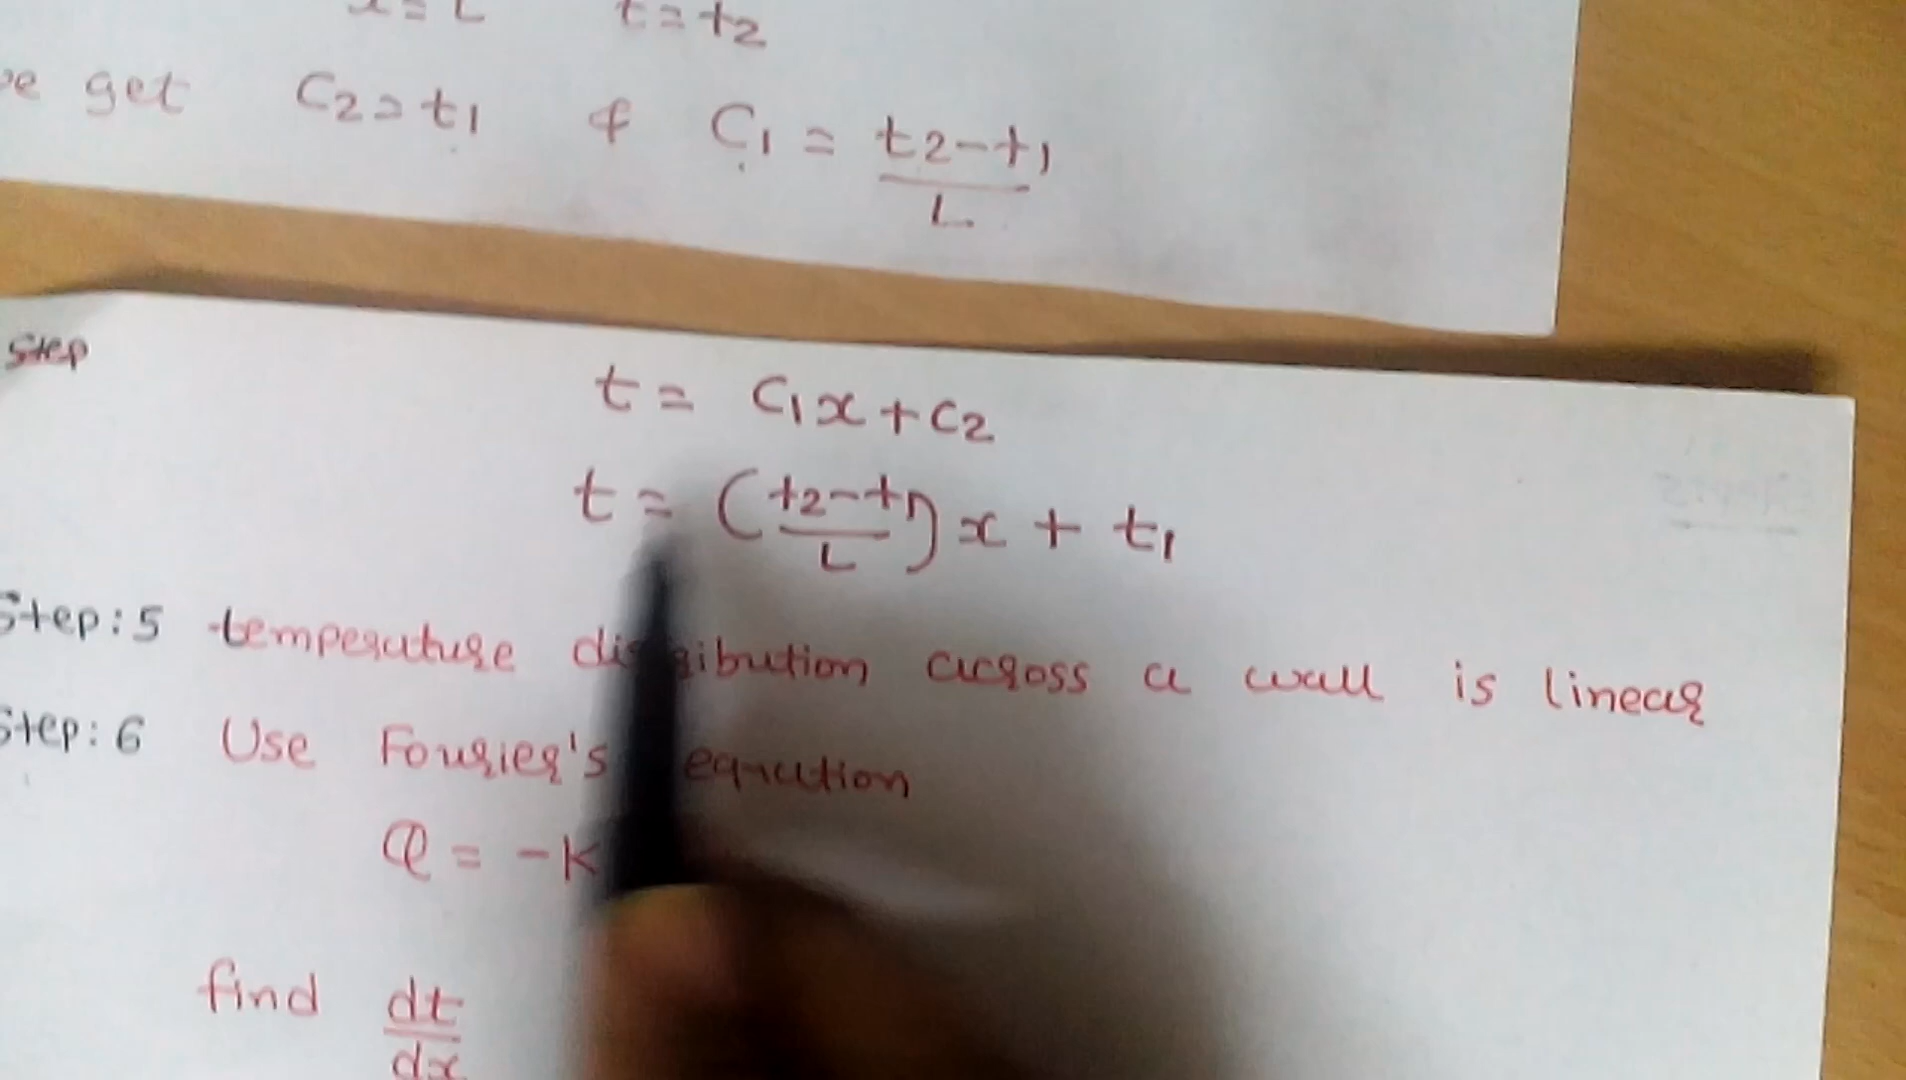 x = L t = t2
get C2 = t1 & C1 = t2-t1
L
Step
t = C1x + C2
t = (t2-t1) x + t1
L
Step:5 temperature distribution across a wall is linear
Step:6 Use Fourier's equation
Q = -K
find dt
dx